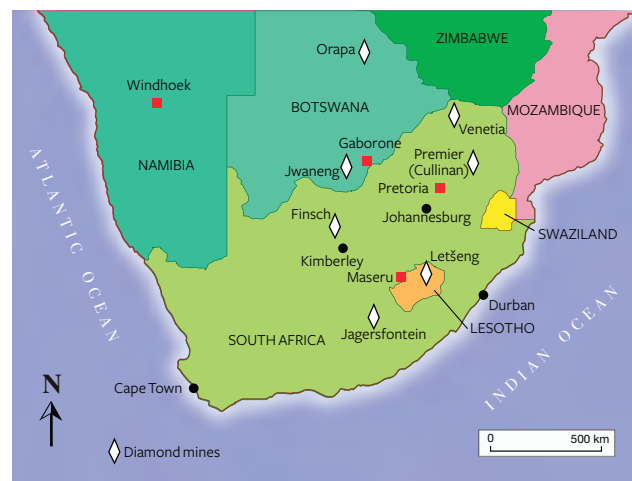 ZIMBABWE
Orapa
Windhoek
BOTSWANA
MOZAMBIQUE
Venetia
Gaborone
NAMIBIA
Jwaneng
Premier
(Cullinan)
Pretoria
Johannesburg
Finsch
SWAZILAND
Kimberley
Letšeng
Maseru
Durban
LESOTHO
SOUTH AFRICA
Jagersfontein
Cape Town
ATLANTIC OCEAN
INDIAN OCEAN
N
Diamond mines
0 500 km